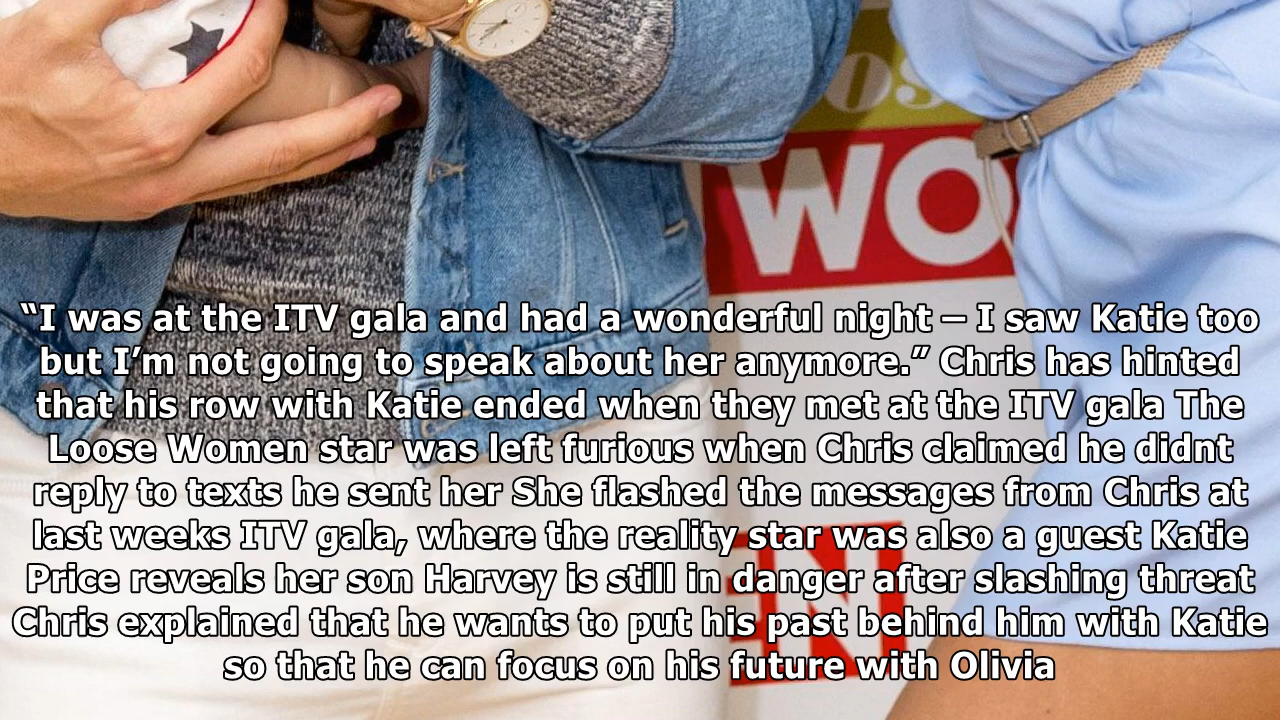 os
WO
N
“I was at the ITV gala and had a wonderful night – I saw Katie too
but I’m not going to speak about her anymore.” Chris has hinted
that his row with Katie ended when they met at the ITV gala The
Loose Women star was left furious when Chris claimed he didnt
reply to texts he sent her She flashed the messages from Chris at
last weeks ITV gala, where the reality star was also a guest Katie
Price reveals her son Harvey is still in danger after slashing threat
Chris explained that he wants to put his past behind him with Katie
so that he can focus on his future with Olivia